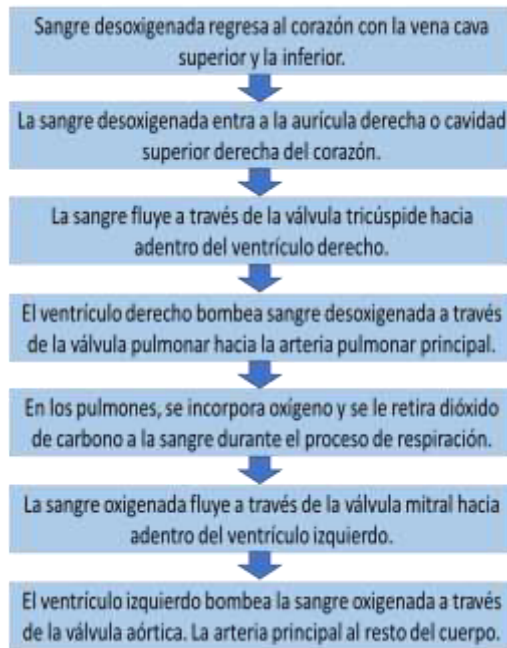 Sangre desoxigenada regresa al corazón con la vena cava
superior y la inferior.
La sangre desoxigenada entra a la aurícula derecha o cavidad
superior derecha del corazón.
La sangre fluye a través de la válvula tricúspide hacia
adentro del ventrículo derecho.
El ventrículo derecho bombea sangre desoxigenada a través
de la válvula pulmonar hacia la arteria pulmonar principal.
En los pulmones, se incorpora oxígeno y se le retira dióxido
de carbono a la sangre durante el proceso de respiración.
La sangre oxigenada fluye a través de la válvula mitral hacia
adentro del ventrículo izquierdo.
El ventrículo izquierdo bombea la sangre oxigenada a través
de la válvula aórtica. La arteria principal al resto del cuerpo.